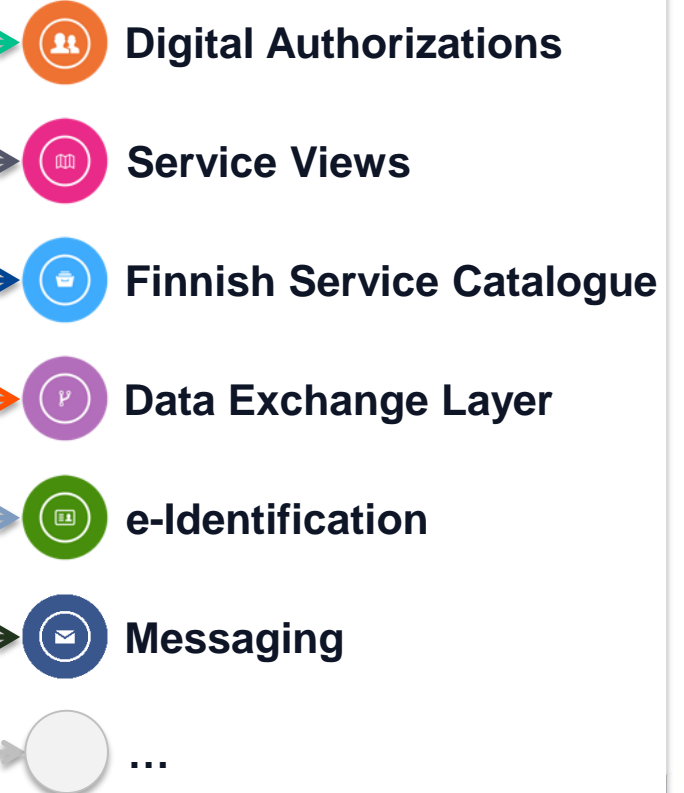 Digital Authorizations
Service Views
Finnish Service Catalogue
Data Exchange Layer
e-Identification
Messaging
...